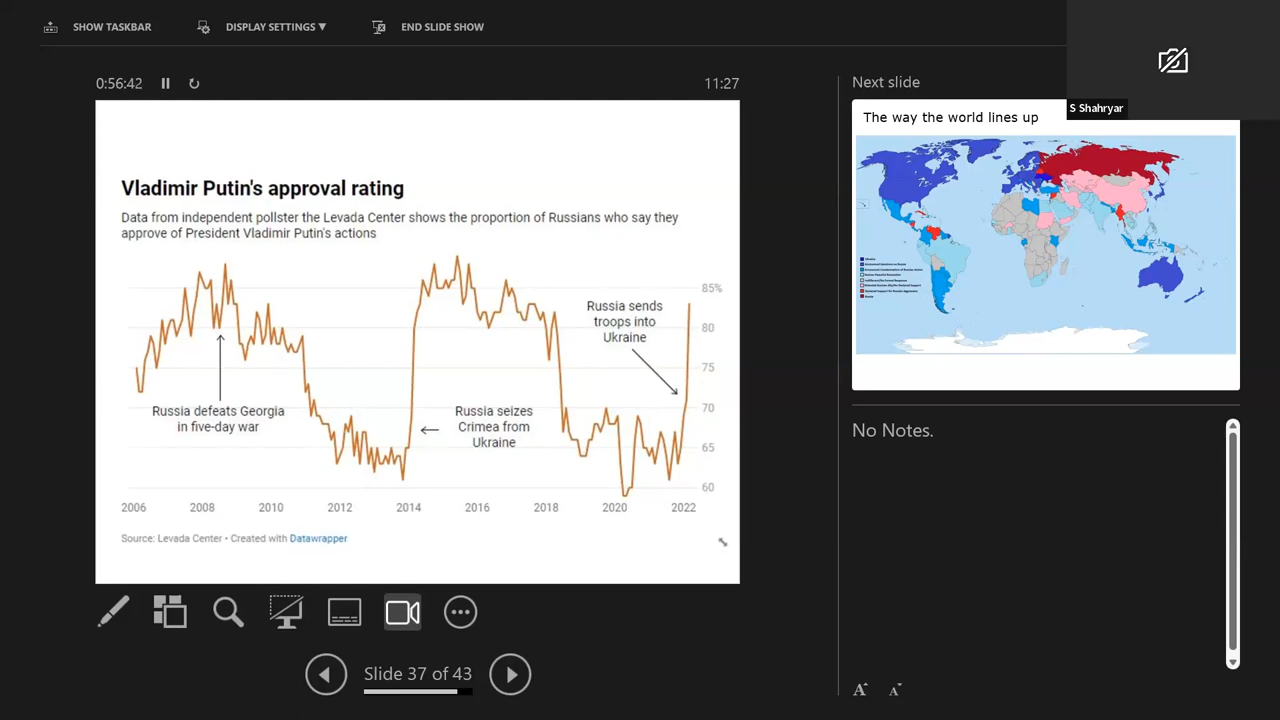 SHOW TASKBAR
DISPLAY SETTINGS ▼
END SLIDE SHOW
0:56:42
11:27
Vladimir Putin's approval rating
Data from independent pollster the Levada Center shows the proportion of Russians who say they
approve of President Vladimir Putin's actions
85%
80
75
70
65
60
Russia sends
troops into
Ukraine
Russia defeats Georgia
in five-day war
Russia seizes
Crimea from
Ukraine
2006 2008 2010 2012 2014 2016 2018 2020 2022
Source: Levada Center • Created with Datawrapper
Slide 37 of 43
Next slide
S Shahryar
The way the world lines up
No Notes.
A A